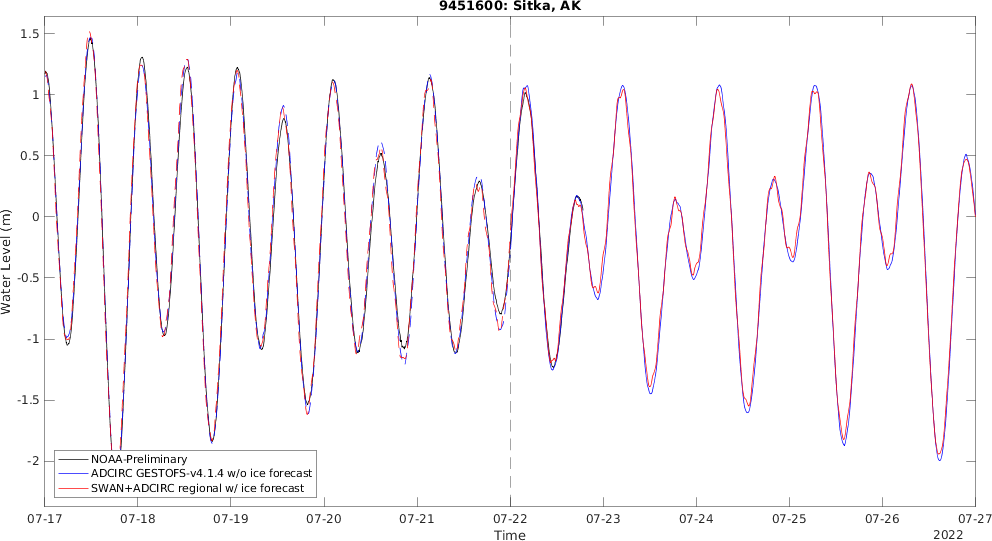 9451600: Sitka, AK
Water Level (m)
1.5
1
0.5
0
-0.5
-1
-1.5
-2
NOAA-Preliminary
ADCIRC GESTOFS-v4.1.4 w/o ice forecast
SWAN+ADCIRC regional w/ ice forecast
07-17 07-18 07-19 07-20 07-21 07-22 07-23 07-24 07-25 07-26 07-27
Time
2022